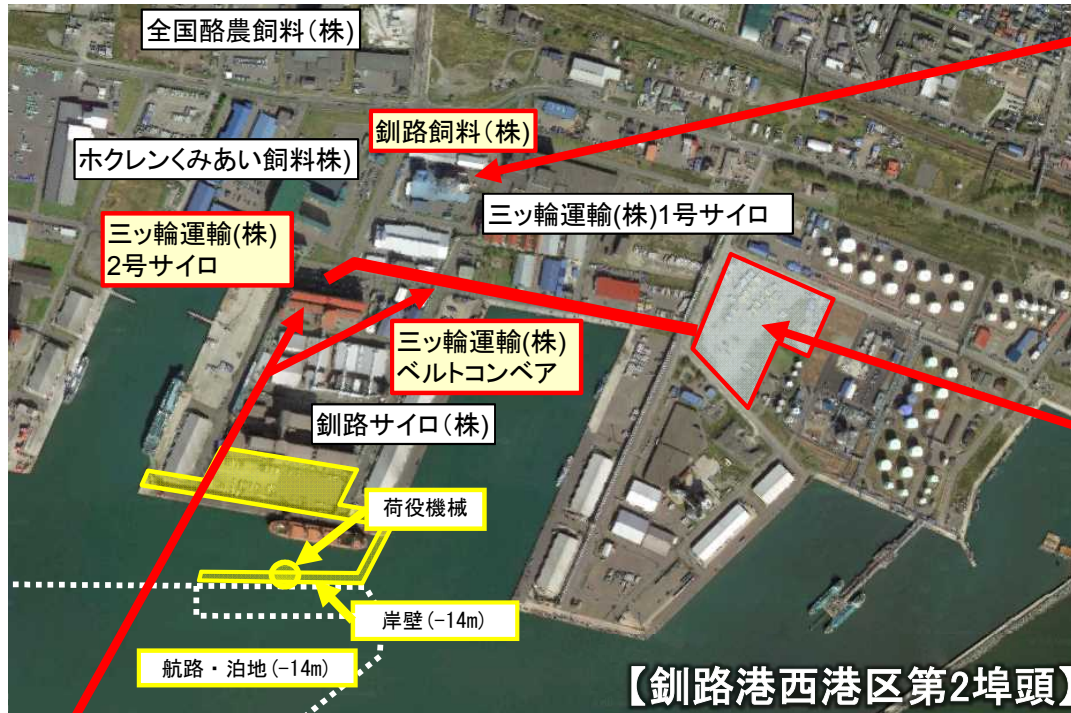 全国酪農飼料(株)
釧路飼料(株)
ホクレンくみあい飼料株)
三ッ輪運輸(株)1号サイロ
三ッ輪運輸(株)
2号サイロ
三ッ輪運輸(株)
ベルトコンベア
釧路サイロ(株)
荷役機械
岸壁(-14m)
航路・泊地(-14m)
【釧路港西港区第2埠頭】